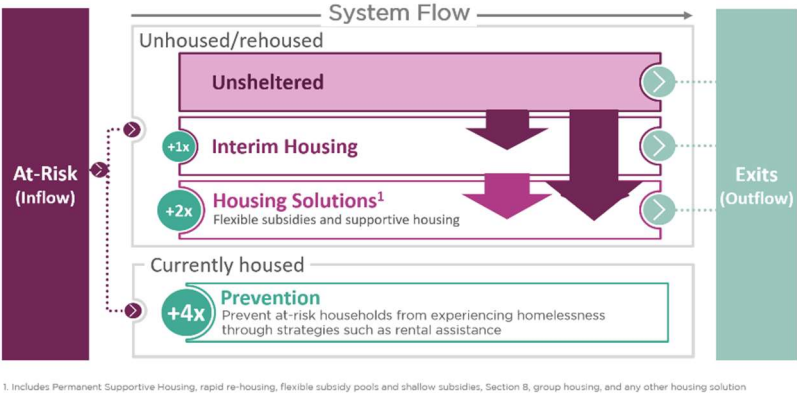 System Flow
Unhoused/rehoused
Unsheltered
+1x
Interim Housing
At-Risk
(Inflow)
Exits
(Outflow)
+2x
Housing Solutions¹
Flexible subsidies and supportive housing
Currently housed
+4x
Prevention
Prevent at-risk households from experiencing homelessness
through strategies such as rental assistance
1. Includes Permanent Supportive Housing, rapid re-housing, flexible subsidy pools and shallow subsidies, Section 8, group housing, and any other housing solution